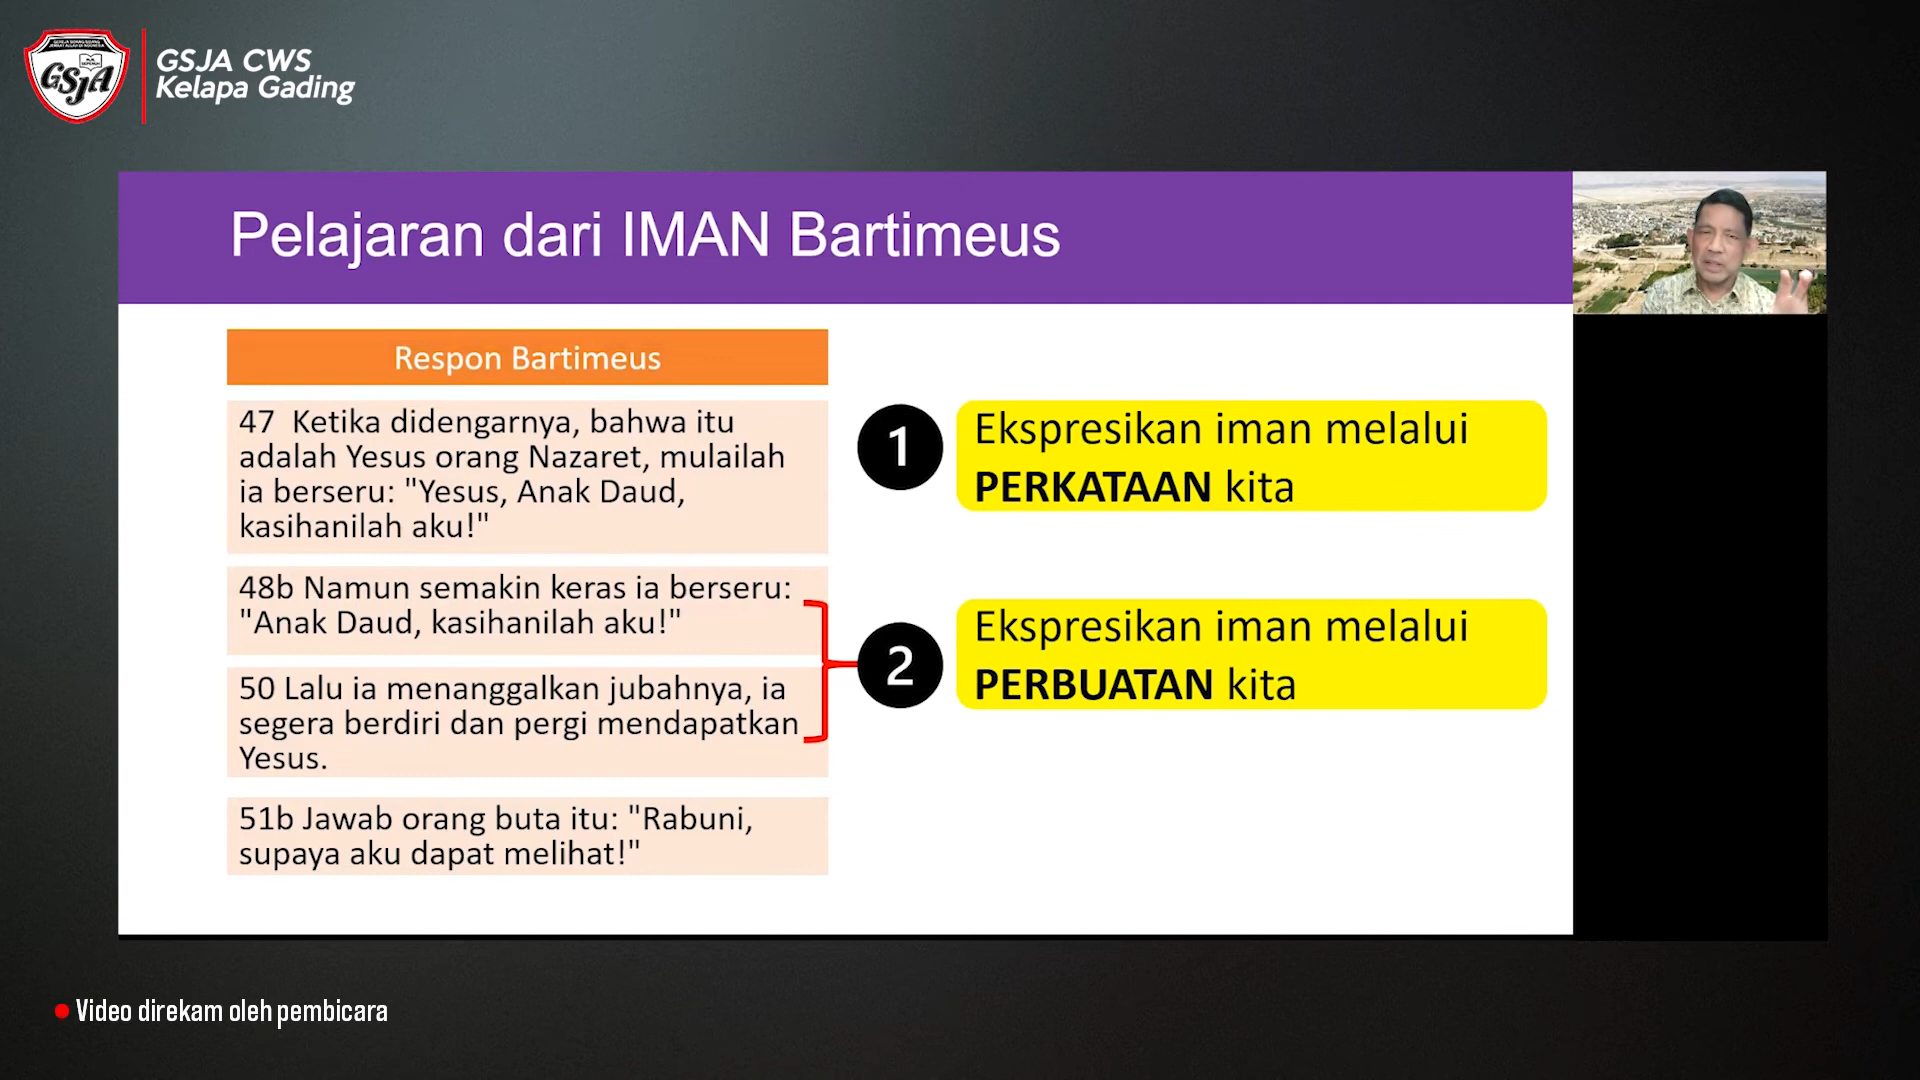 GSJA
GSJA CWS
Kelapa Gading
Pelajaran dari IMAN Bartimeus
Respon Bartimeus
47  Ketika didengarnya, bahwa itu
adalah Yesus orang Nazaret, mulailah
ia berseru: "Yesus, Anak Daud,
kasihanilah aku!"
48b Namun semakin keras ia berseru:
"Anak Daud, kasihanilah aku!"
50 Lalu ia menanggalkan jubahnya, ia
segera berdiri dan pergi mendapatkan
Yesus.
51b Jawab orang buta itu: "Rabuni,
supaya aku dapat melihat!"
1
Ekspresikan iman melalui
PERKATAAN kita
2
Ekspresikan iman melalui
PERBUATAN kita
Video direkam oleh pembicara